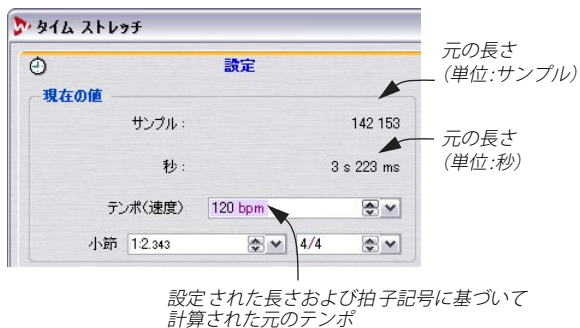 タイム ストレッチ
元の長さ
(単位:サンプル)
設定
現在の値
サンプル: 142 153
元の長さ
(単位:秒)
秒: 3 s 223 ms
テンポ(速度) 120 bpm
小節 1:2.343 4/4
設定された長さおよび拍子記号に基づいて
計算された元のテンポ